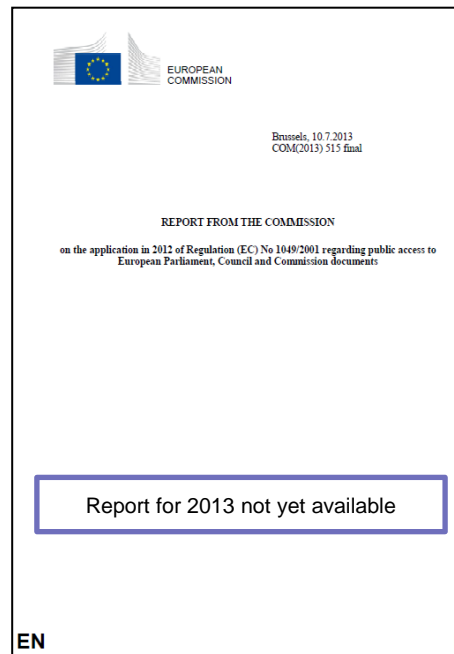 EUROPEAN
COMMISSION
Brussels, 10.7.2013
COM(2013) 515 final
REPORT FROM THE COMMISSION
on the application in 2012 of Regulation (EC) No 1049/2001 regarding public access to
European Parliament, Council and Commission documents
Report for 2013 not yet available
EN